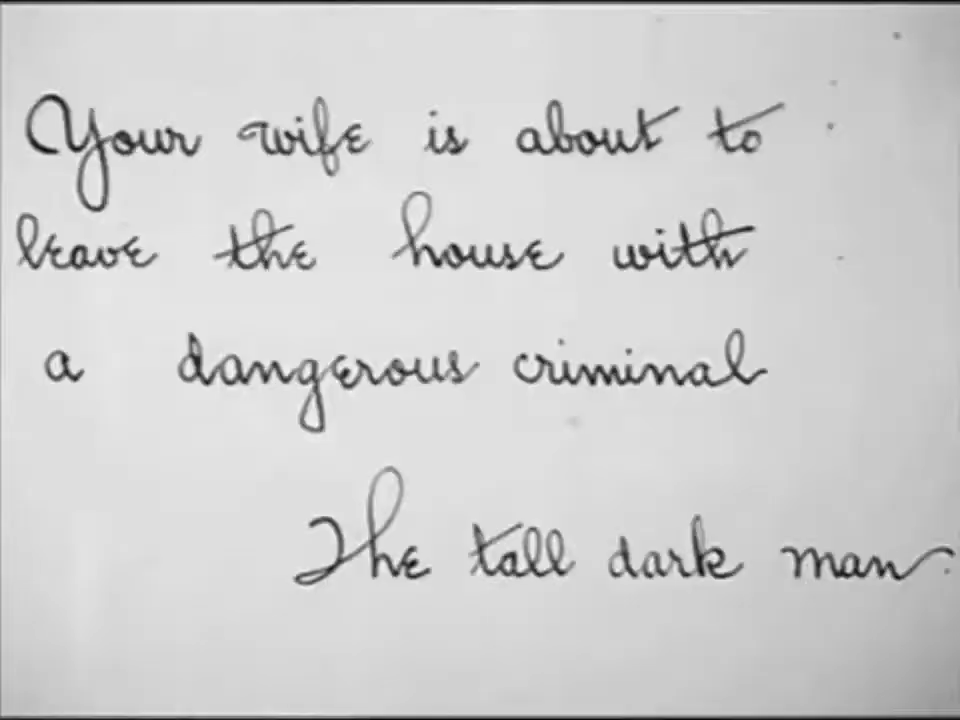 Your wife is about to
leave the house with
a dangerous criminal
The tall dark man.